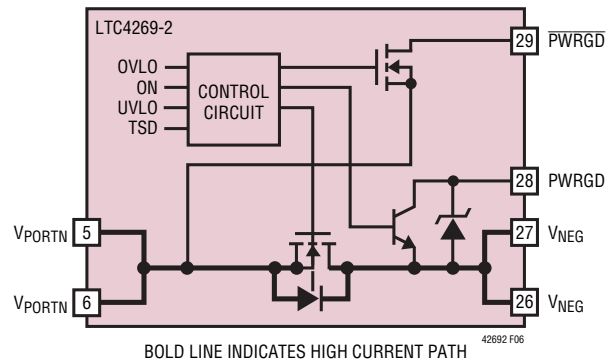 LTC4269-2
OVLO
ON
UVLO
TSD
CONTROL
CIRCUIT
29 PWRGD
28 PWRGD
VPORTN 5
27 VNEG
VPORTN 6
26 VNEG
BOLD LINE INDICATES HIGH CURRENT PATH
42692 F06